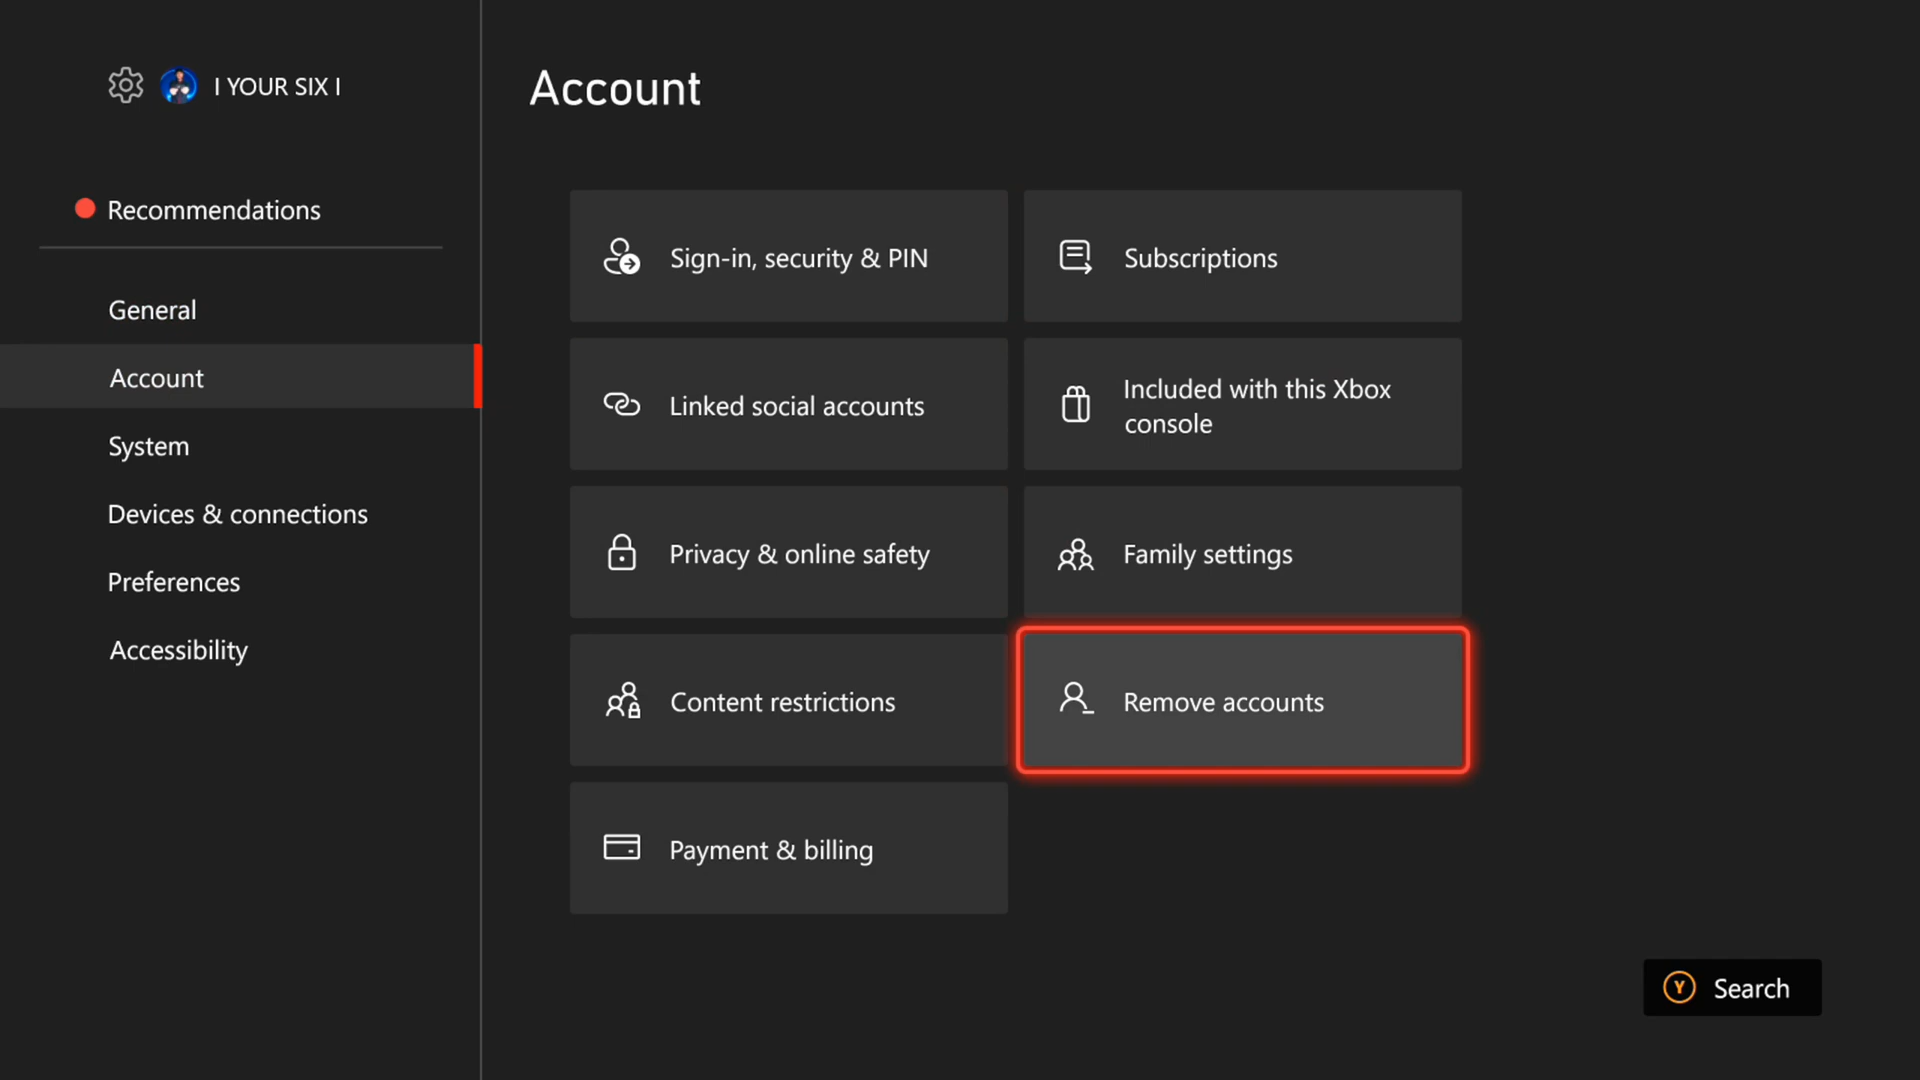 I YOUR SIX I
Recommendations
General
Account
System
Devices & connections
Preferences
Accessibility
Account
Sign-in, security & PIN
Subscriptions
Linked social accounts
Included with this Xbox
console
Privacy & online safety
Family settings
Content restrictions
Remove accounts
Payment & billing
Y Search